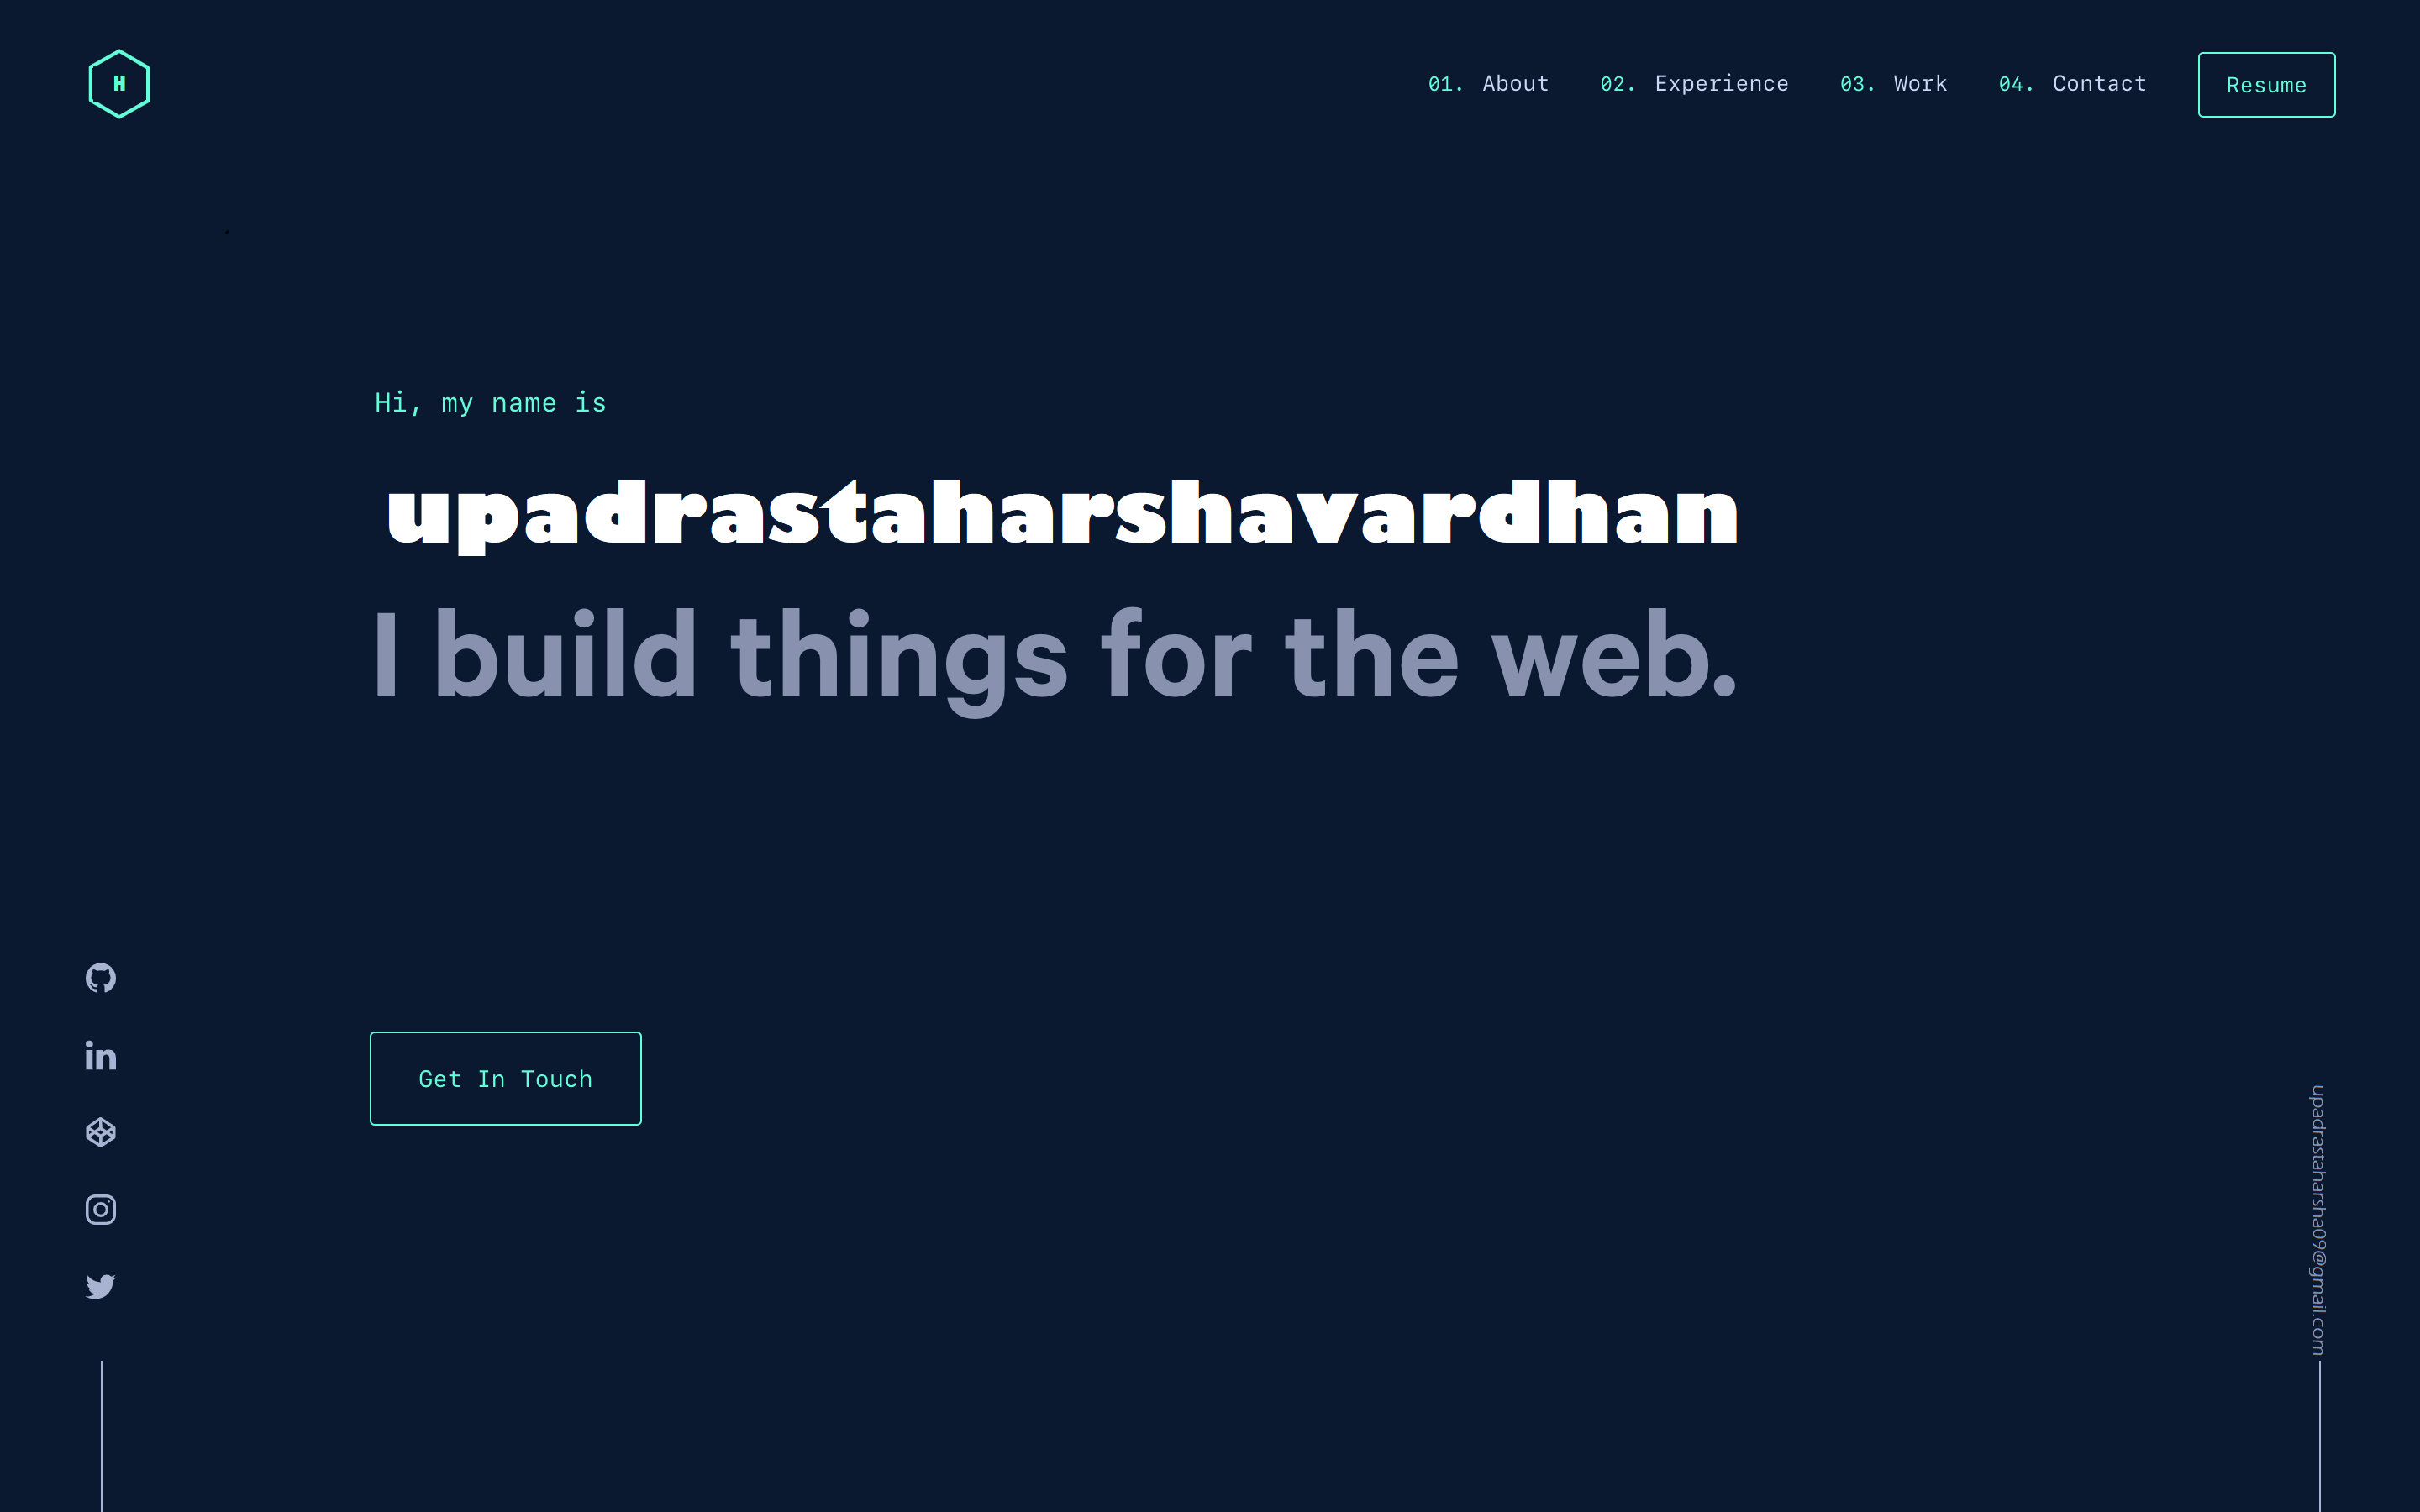 H
01. About 02. Experience 03. Work 04. Contact Resume
Hi, my name is
upadrastaharshavardhan
I build things for the web.
Get In Touch
upadrastaharsha09@gmail.com